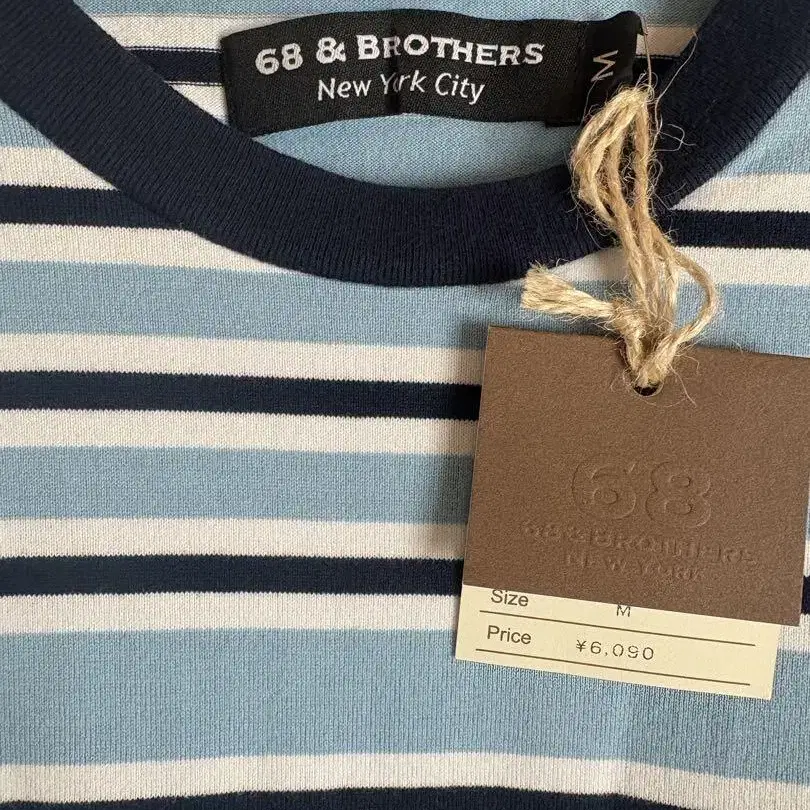 68 & BROTHERS
New York City
M
68
68&BROTHERS
NEW YORK
Size M
Price ¥6,090